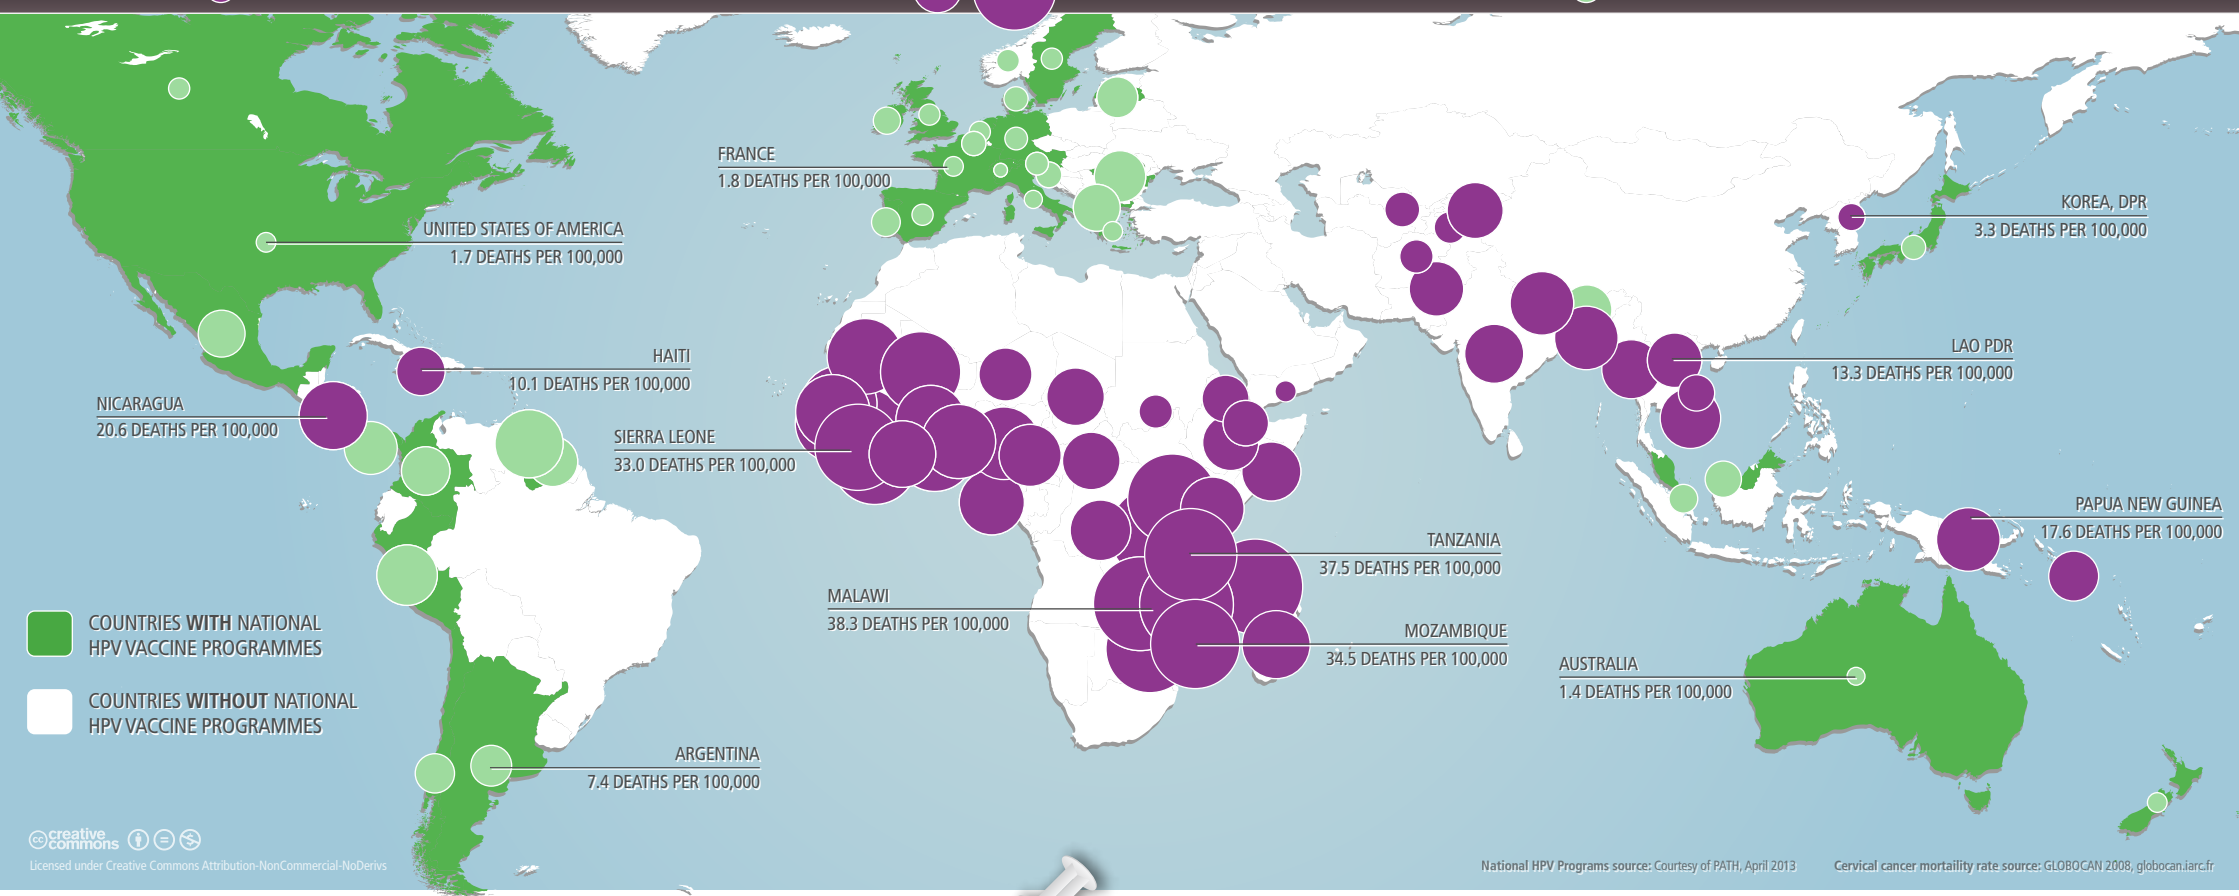 FRANCE
1.8 DEATHS PER 100,000
UNITED STATES OF AMERICA
1.7 DEATHS PER 100,000
KOREA, DPR
3.3 DEATHS PER 100,000
HAITI
10.1 DEATHS PER 100,000
LAO PDR
13.3 DEATHS PER 100,000
NICARAGUA
20.6 DEATHS PER 100,000
SIERRA LEONE
33.0 DEATHS PER 100,000
PAPUA NEW GUINEA
17.6 DEATHS PER 100,000
TANZANIA
37.5 DEATHS PER 100,000
MALAWI
38.3 DEATHS PER 100,000
MOZAMBIQUE
34.5 DEATHS PER 100,000
AUSTRALIA
1.4 DEATHS PER 100,000
ARGENTINA
7.4 DEATHS PER 100,000
COUNTRIES WITH NATIONAL
HPV VACCINE PROGRAMMES
COUNTRIES WITHOUT NATIONAL
HPV VACCINE PROGRAMMES
cc creative
commons
Licensed under Creative Commons Attribution-NonCommercial-NoDerivs
National HPV Programs source: Courtesy of PATH, April 2013
Cervical cancer mortaility rate source: GLOBOCAN 2008, globocan.iarc.fr